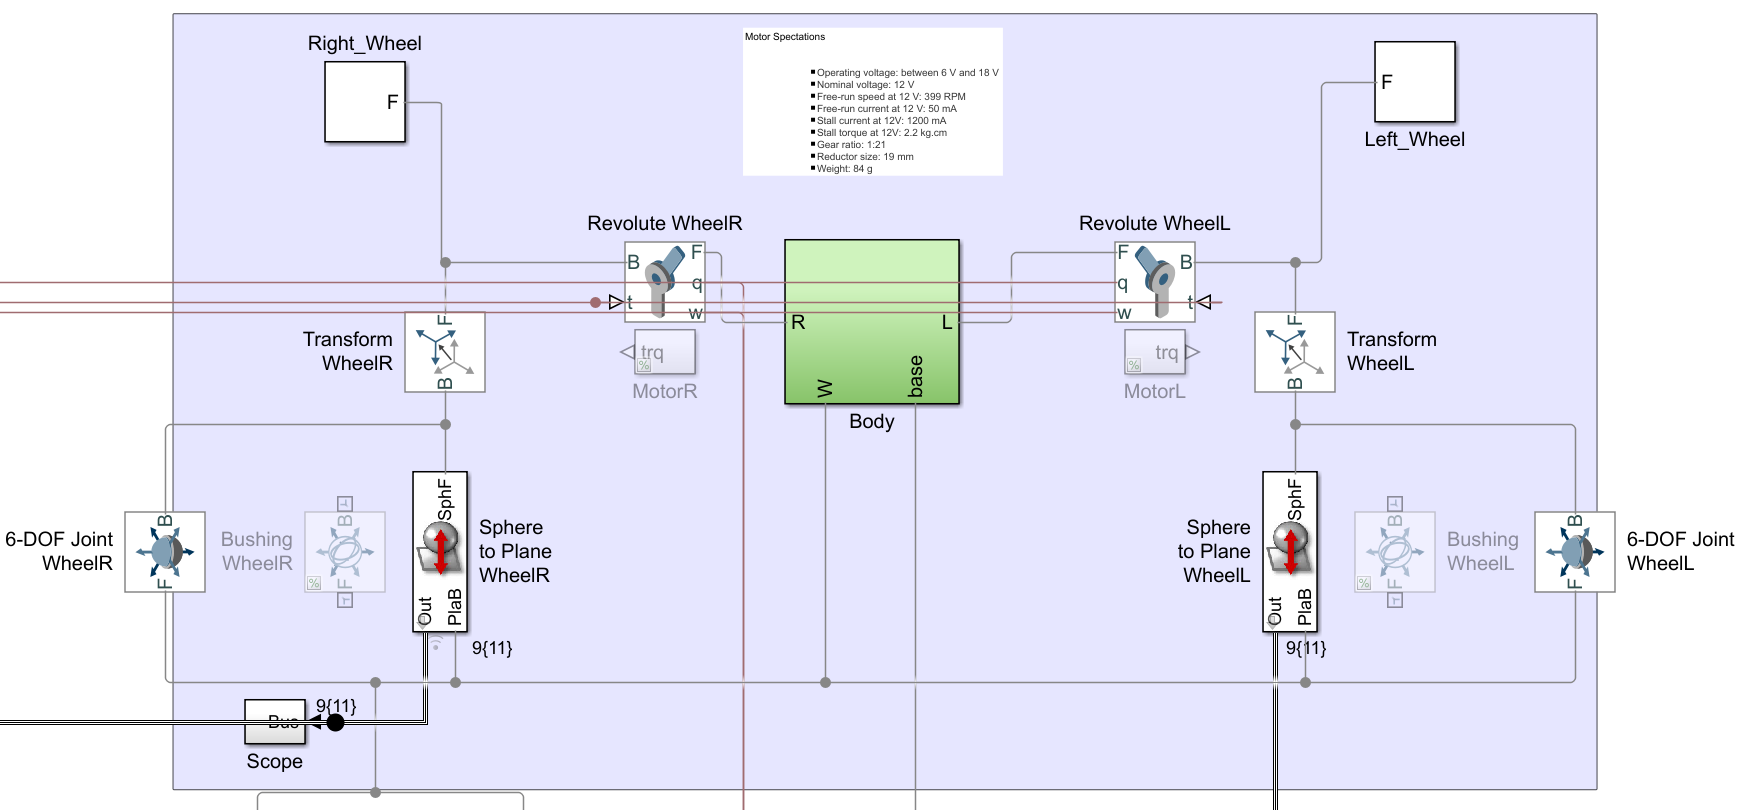 Right_Wheel
F
Motor Spectations
Operating voltage: between 6 V and 18 V
Nominal voltage: 12 V
Free-run speed at 12 V: 399 RPM
Free-run current at 12 V: 50 mA
Stall current at 12V: 1200 mA
Stall torque at 12V: 2.2 kg.cm
Gear ratio: 1:21
Reductor size: 19 mm
Weight: 84 g
F
Left_Wheel
Revolute WheelR
B
F
q
t
w
Revolute WheelL
F
B
q
t
w
R
L
W
base
Body
trq
%
MotorR
trq
%
MotorL
Transform
WheelR
F
B
Transform
WheelL
F
B
6-DOF Joint
WheelR
B
F
Bushing
WheelR
B
F
%
SphF
Out
PlaB
Sphere
to Plane
WheelR
9{11}
Sphere
to Plane
WheelL
SphF
Out
PlaB
9{11}
Bushing
WheelL
B
F
%
6-DOF Joint
WheelL
B
F
9{11}
Bus
Scope